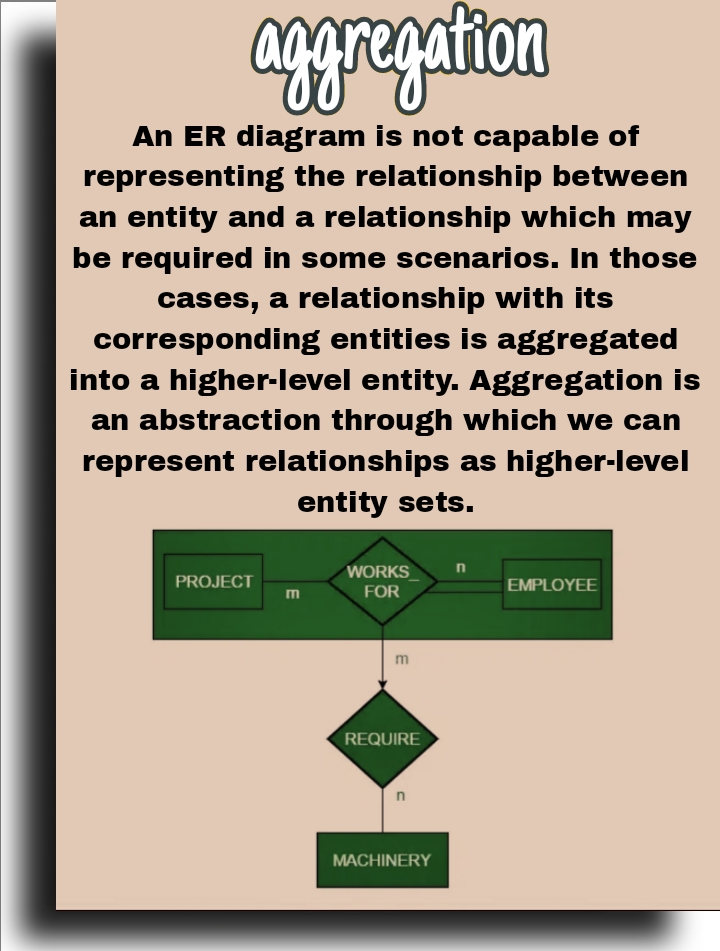 aggregation
An ER diagram is not capable of
representing the relationship between
an entity and a relationship which may
be required in some scenarios. In those
cases, a relationship with its
corresponding entities is aggregated
into a higher-level entity. Aggregation is
an abstraction through which we can
represent relationships as higher-level
entity sets.
PROJECT
m
WORKS_
FOR
n
EMPLOYEE
m
REQUIRE
n
MACHINERY